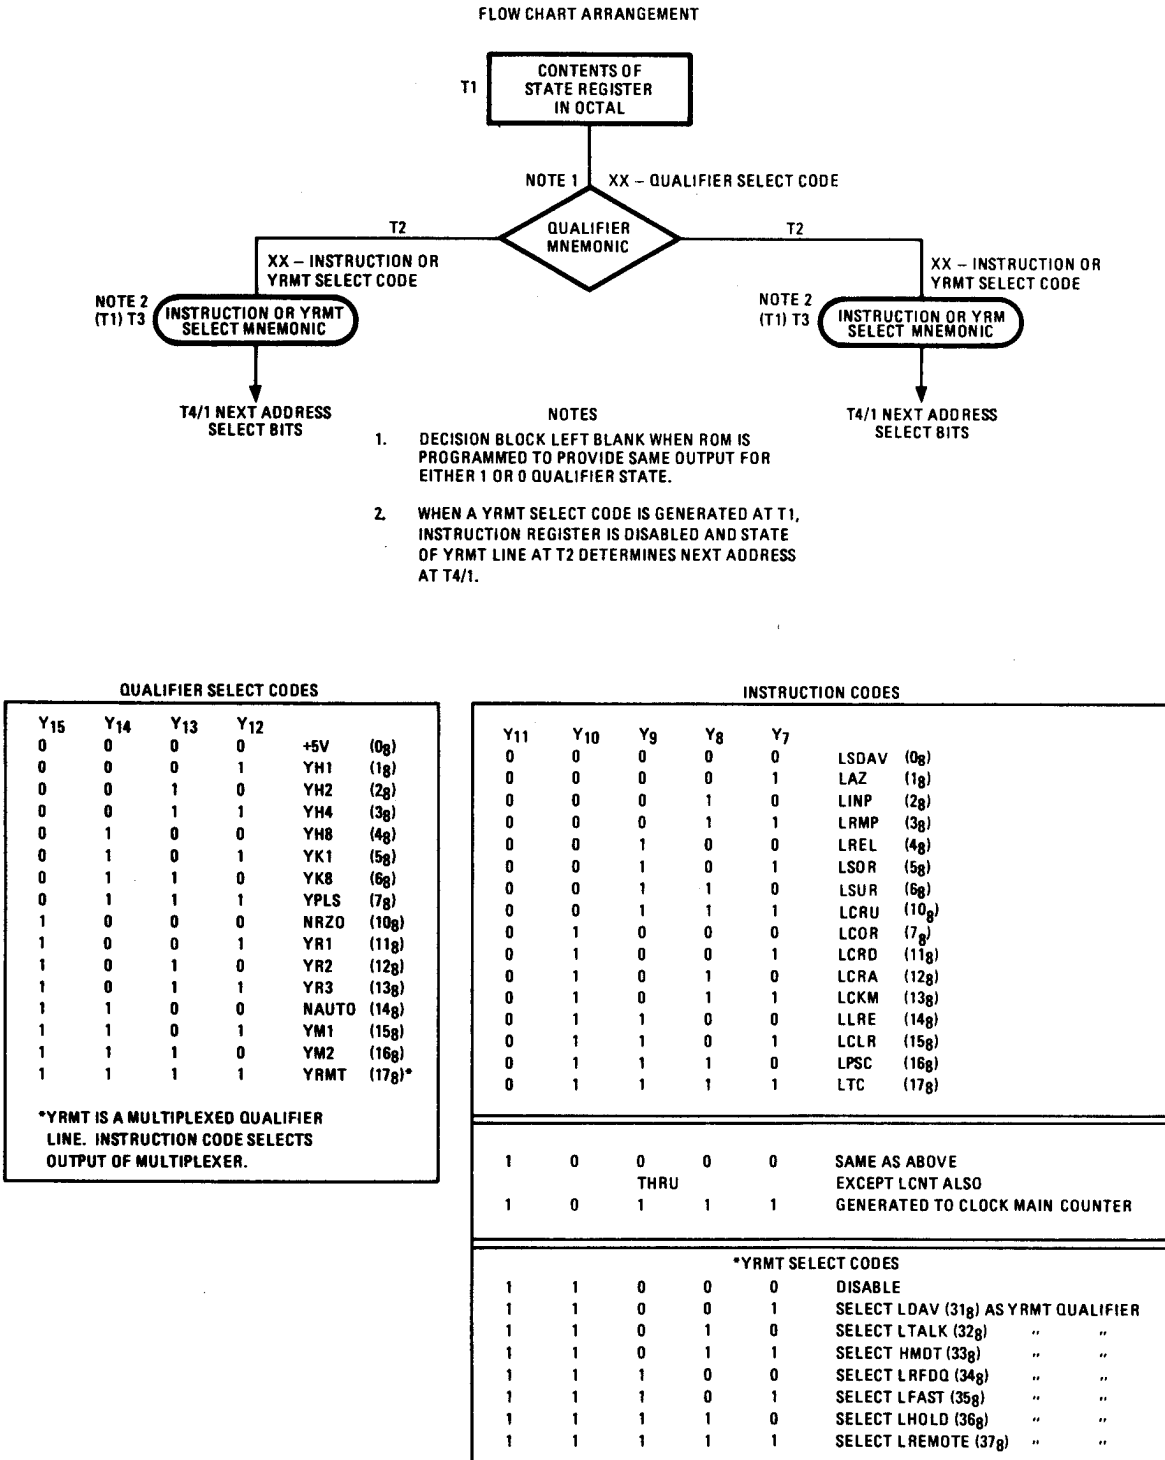 FLOW CHART ARRANGEMENT
T1
CONTENTS OF
STATE REGISTER
IN OCTAL
NOTE 1 XX – QUALIFIER SELECT CODE
T2
QUALIFIER
MNEMONIC
T2
XX – INSTRUCTION OR
YRMT SELECT CODE
NOTE 2
(T1) T3
INSTRUCTION OR YRMT
SELECT MNEMONIC
T4/1 NEXT ADDRESS
SELECT BITS
XX – INSTRUCTION OR
YRMT SELECT CODE
NOTE 2
(T1) T3
INSTRUCTION OR YRM
SELECT MNEMONIC
T4/1 NEXT ADDRESS
SELECT BITS
NOTES
1. DECISION BLOCK LEFT BLANK WHEN ROM IS
PROGRAMMED TO PROVIDE SAME OUTPUT FOR
EITHER 1 OR 0 QUALIFIER STATE.
2. WHEN A YRMT SELECT CODE IS GENERATED AT T1,
INSTRUCTION REGISTER IS DISABLED AND STATE
OF YRMT LINE AT T2 DETERMINES NEXT ADDRESS
AT T4/1.
QUALIFIER SELECT CODES
Y15 Y14 Y13 Y12
0 0 0 0 +5V (08)
0 0 0 1 YH1 (18)
0 0 1 0 YH2 (28)
0 0 1 1 YH4 (38)
0 1 0 0 YH8 (48)
0 1 0 1 YK1 (58)
0 1 1 0 YK8 (68)
0 1 1 1 YPLS (78)
1 0 0 0 NRZO (108)
1 0 0 1 YR1 (118)
1 0 1 0 YR2 (128)
1 0 1 1 YR3 (138)
1 1 0 0 NAUTO (148)
1 1 0 1 YM1 (158)
1 1 1 0 YM2 (168)
1 1 1 1 YRMT (178)*
*YRMT IS A MULTIPLEXED QUALIFIER
LINE. INSTRUCTION CODE SELECTS
OUTPUT OF MULTIPLEXER.
INSTRUCTION CODES
Y11 Y10 Y9 Y8 Y7
0 0 0 0 0 LSDAV (08)
0 0 0 0 1 LAZ (18)
0 0 0 1 0 LINP (28)
0 0 0 1 1 LRMP (38)
0 0 1 0 0 LREL (48)
0 0 1 0 1 LSOR (58)
0 0 1 1 0 LSUR (68)
0 0 1 1 1 LCRU (108)
0 1 0 0 0 LCOR (78)
0 1 0 0 1 LCRD (118)
0 1 0 1 0 LCRA (128)
0 1 0 1 1 LCKM (138)
0 1 1 0 0 LLRE (148)
0 1 1 0 1 LCLR (158)
0 1 1 1 0 LPSC (168)
0 1 1 1 1 LTC (178)
1 0 0 0 0 SAME AS ABOVE
THRU EXCEPT LCNT ALSO
1 0 1 1 1 GENERATED TO CLOCK MAIN COUNTER
*YRMT SELECT CODES
1 1 0 0 0 DISABLE
1 1 0 0 1 SELECT LDAV (318) AS YRMT QUALIFIER
1 1 0 1 0 SELECT LTALK (328) " "
1 1 0 1 1 SELECT HMDT (338) " "
1 1 1 0 0 SELECT LRFDQ (348) " "
1 1 1 0 1 SELECT LFAST (358) " "
1 1 1 1 0 SELECT LHOLD (368) " "
1 1 1 1 1 SELECT LREMOTE (378) " "